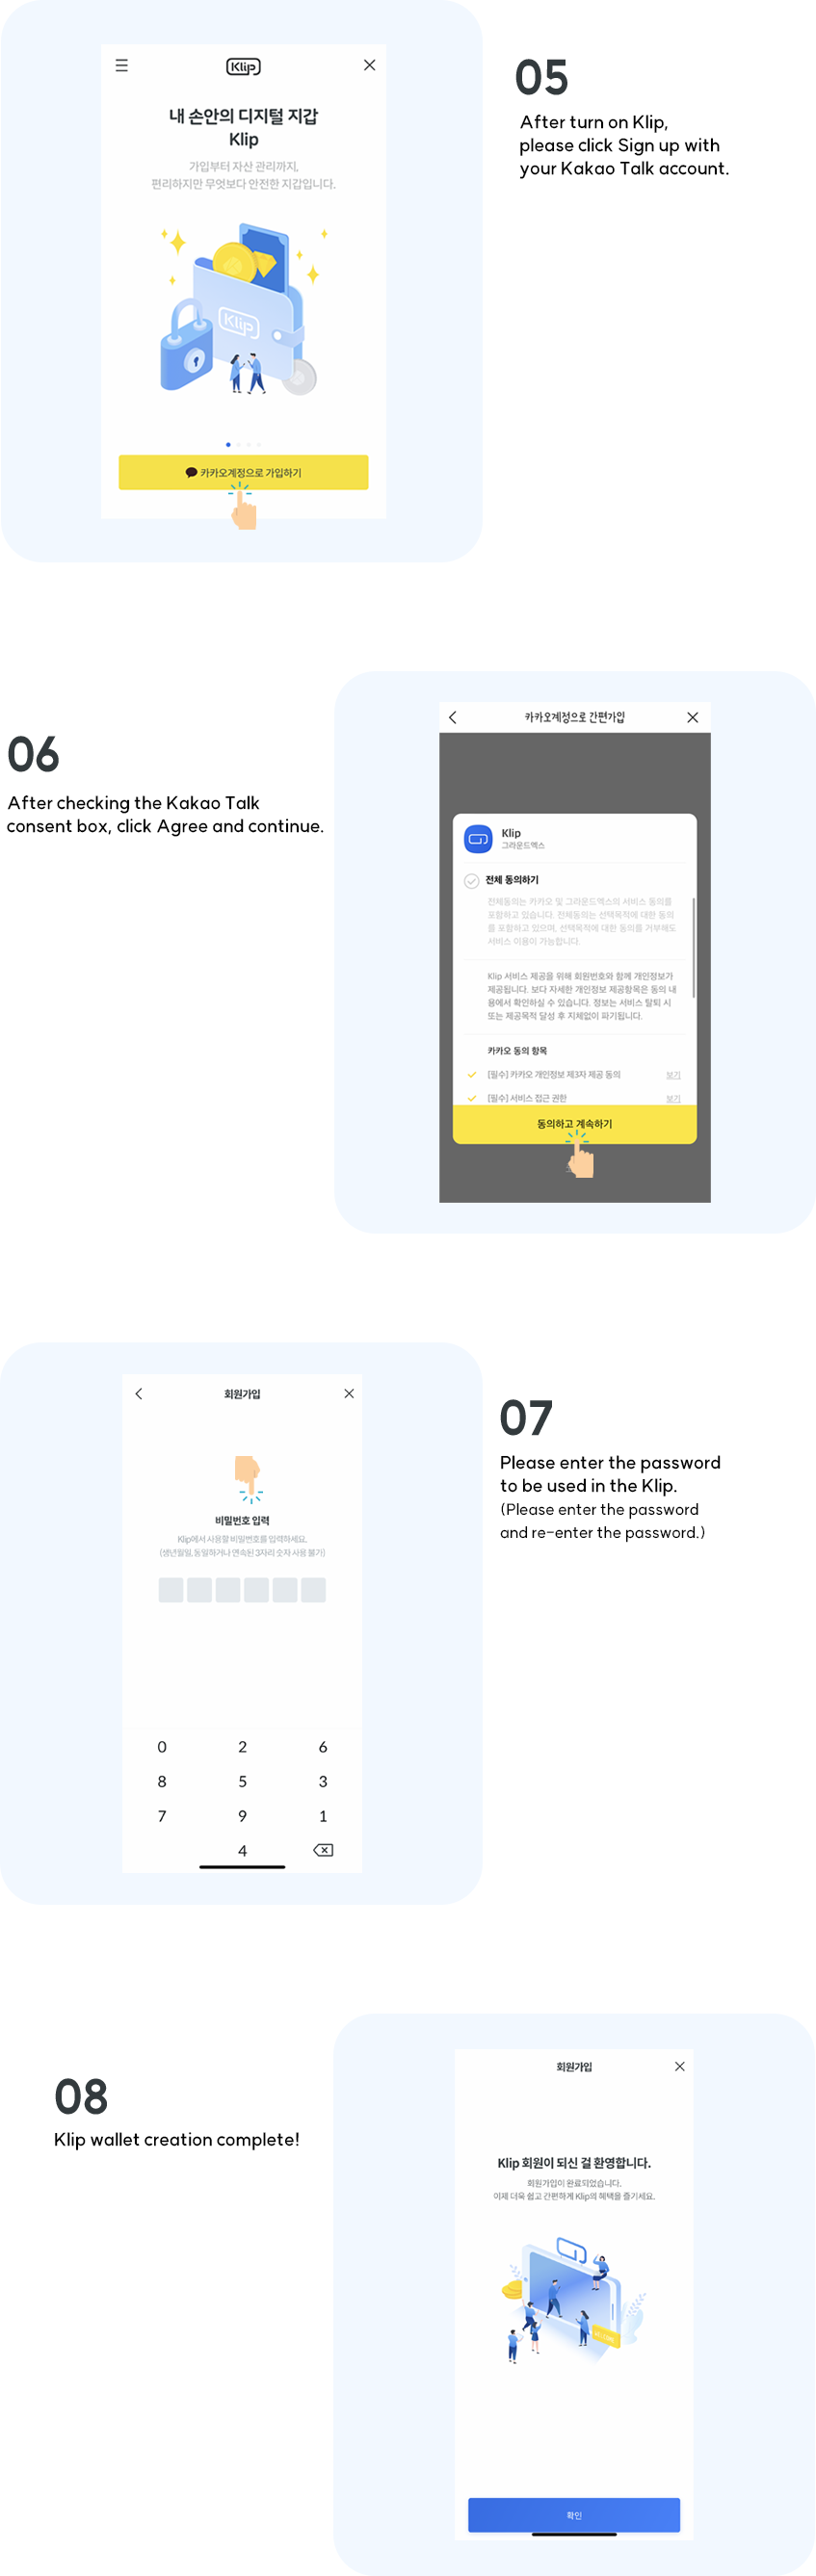 Klip
내 손안의 디지털 지갑
Klip
가입부터 자산 관리까지,
편리하지만 무엇보다 안전한 지갑입니다.
Klip
카카오계정으로 가입하기
05
After turn on Klip,
please click Sign up with
your Kakao Talk account.
06
After checking the Kakao Talk
consent box, click Agree and continue.
카카오계정으로 간편가입
Klip
그라운드엑스
전체 동의하기
전체동의는 카카오 및 그라운드엑스의 서비스 동의를
포함하고 있습니다. 전체동의는 선택목적에 대한 동의
를 포함하고 있으며, 선택목적에 대한 동의를 거부해도
서비스 이용이 가능합니다.
Klip 서비스 제공을 위해 회원번호와 함께 개인정보가
제공됩니다. 보다 자세한 개인정보 제공항목은 동의 내
용에서 확인하실 수 있습니다. 정보는 서비스 탈퇴 시
또는 제공목적 달성 후 지체없이 파기됩니다.
카카오 동의 항목
[필수] 카카오 개인정보 제3자 제공 동의 보기
[필수] 서비스 접근 권한 보기
동의하고 계속하기
회원가입
비밀번호 입력
Klip에서 사용할 비밀번호를 입력하세요.
(생년월일, 동일하거나 연속된 3자리 숫자 사용 불가)
0 2 6
8 5 3
7 9 1
4
07
Please enter the password
to be used in the Klip.
(Please enter the password
and re-enter the password.)
08
Klip wallet creation complete!
회원가입
Klip 회원이 되신 걸 환영합니다.
회원가입이 완료되었습니다.
이제 더욱 쉽고 간편하게 Klip의 혜택을 즐기세요.
확인